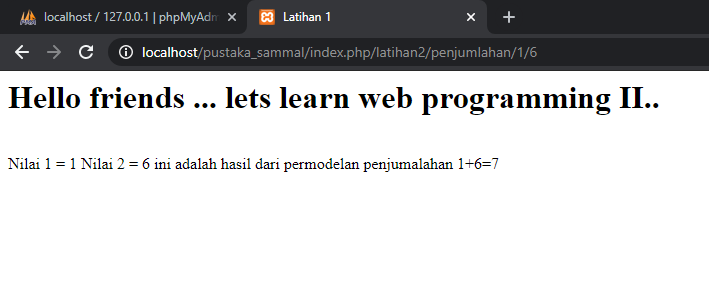 localhost / 127.0.0.1 | phpMyAdm
Latihan 1
localhost/pustaka_sammal/index.php/latihan2/penjumlahan/1/6
Hello friends ... lets learn web programming II..
Nilai 1 = 1 Nilai 2 = 6 ini adalah hasil dari permodelan penjumalahan 1+6=7